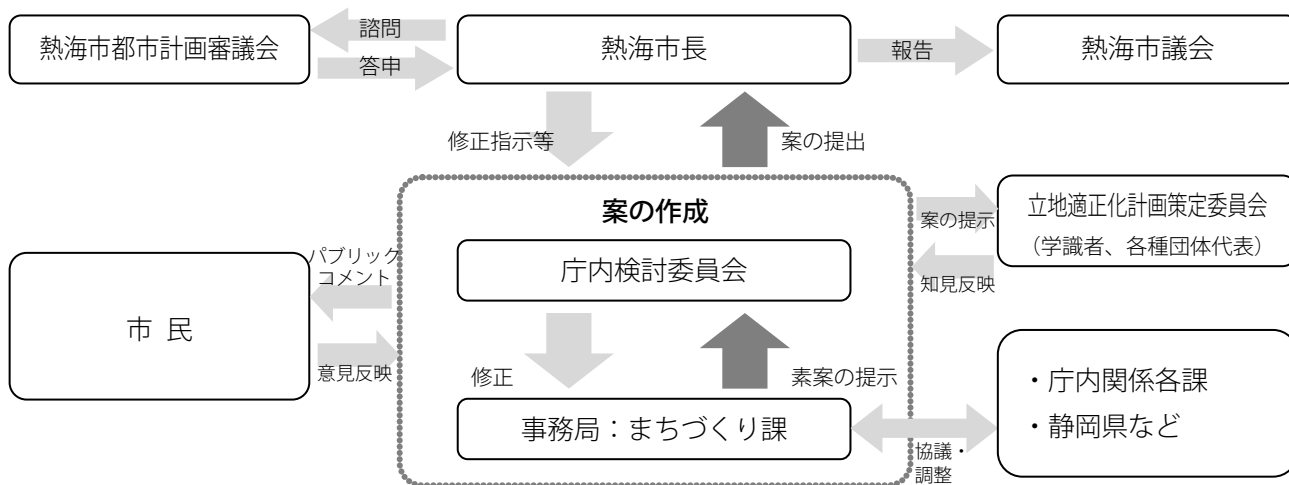 熱海市都市計画審議会
諮問
答申
熱海市長
報告
熱海市議会
修正指示等
案の提出
案の作成
案の提示
知見反映
立地適正化計画策定委員会
（学識者、各種団体代表）
パブリック
コメント
市 民
意見反映
庁内検討委員会
修正
素案の提示
事務局：まちづくり課
協議・
調整
・庁内関係各課
・静岡県など